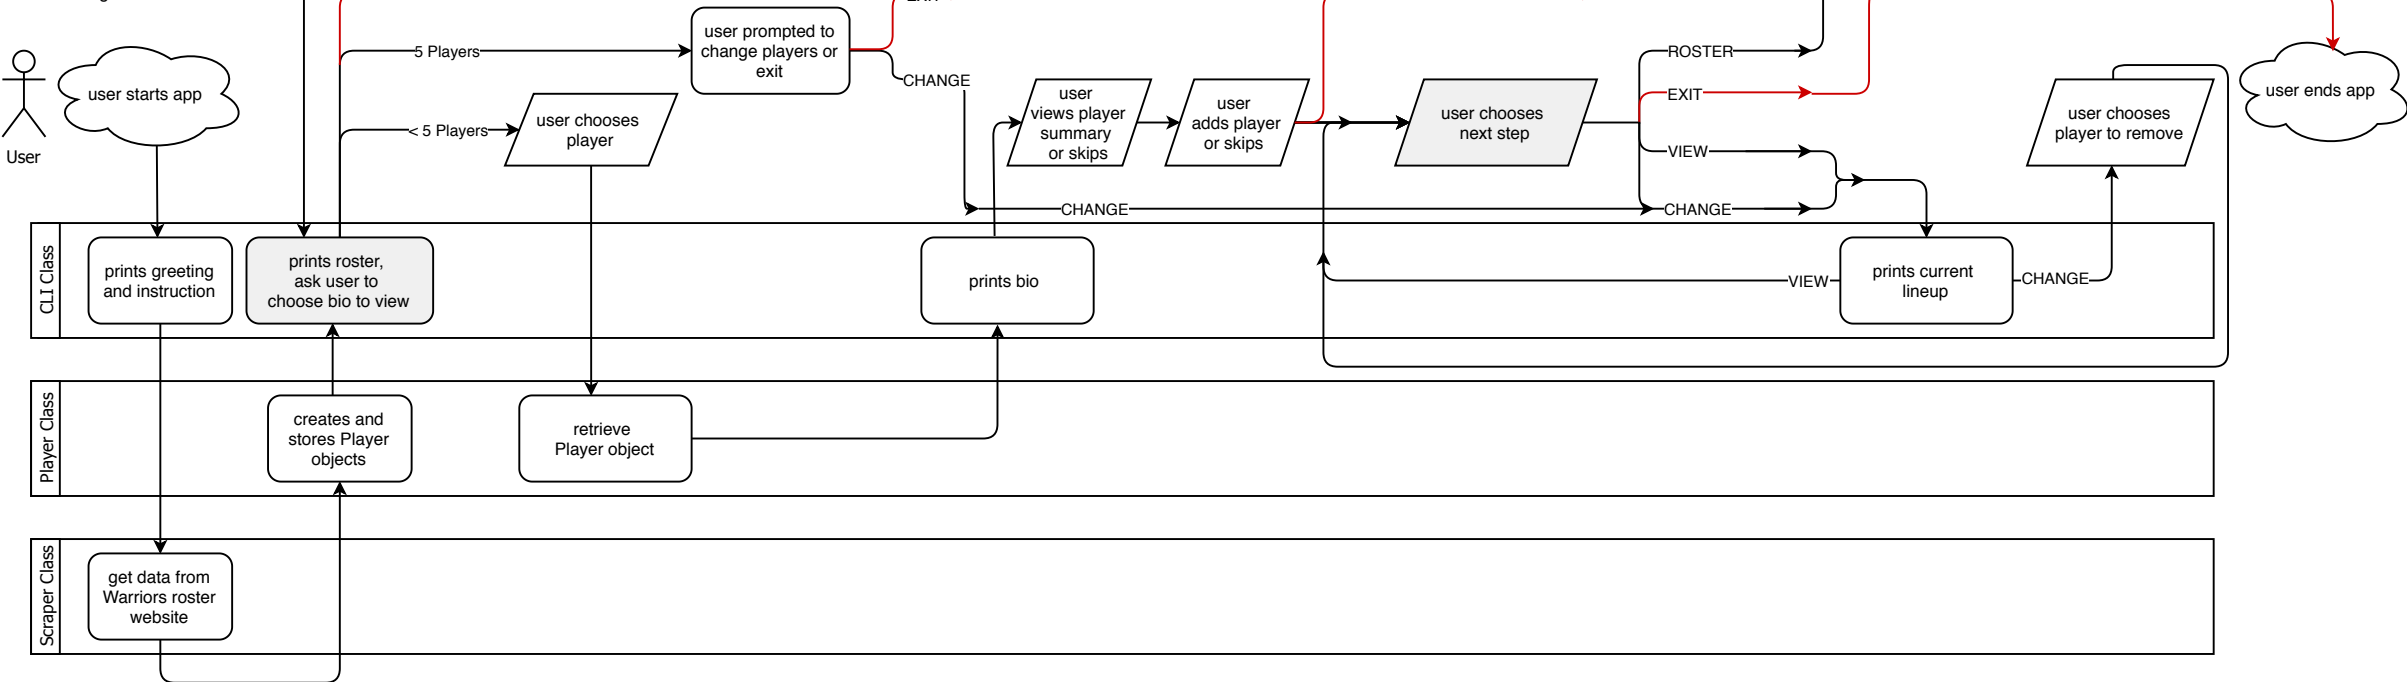 5 Players
user prompted to
change players or
exit
CHANGE
ROSTER
EXIT
VIEW
CHANGE
CHANGE
User
user starts app
< 5 Players
user chooses
player
user
views player
summary
or skips
user
adds player
or skips
user chooses
next step
user chooses
player to remove
user ends app
CLI Class
prints greeting
and instruction
prints roster,
ask user to
choose bio to view
prints bio
VIEW
prints current
lineup
CHANGE
Player Class
creates and
stores Player
objects
retrieve
Player object
Scraper Class
get data from
Warriors roster
website